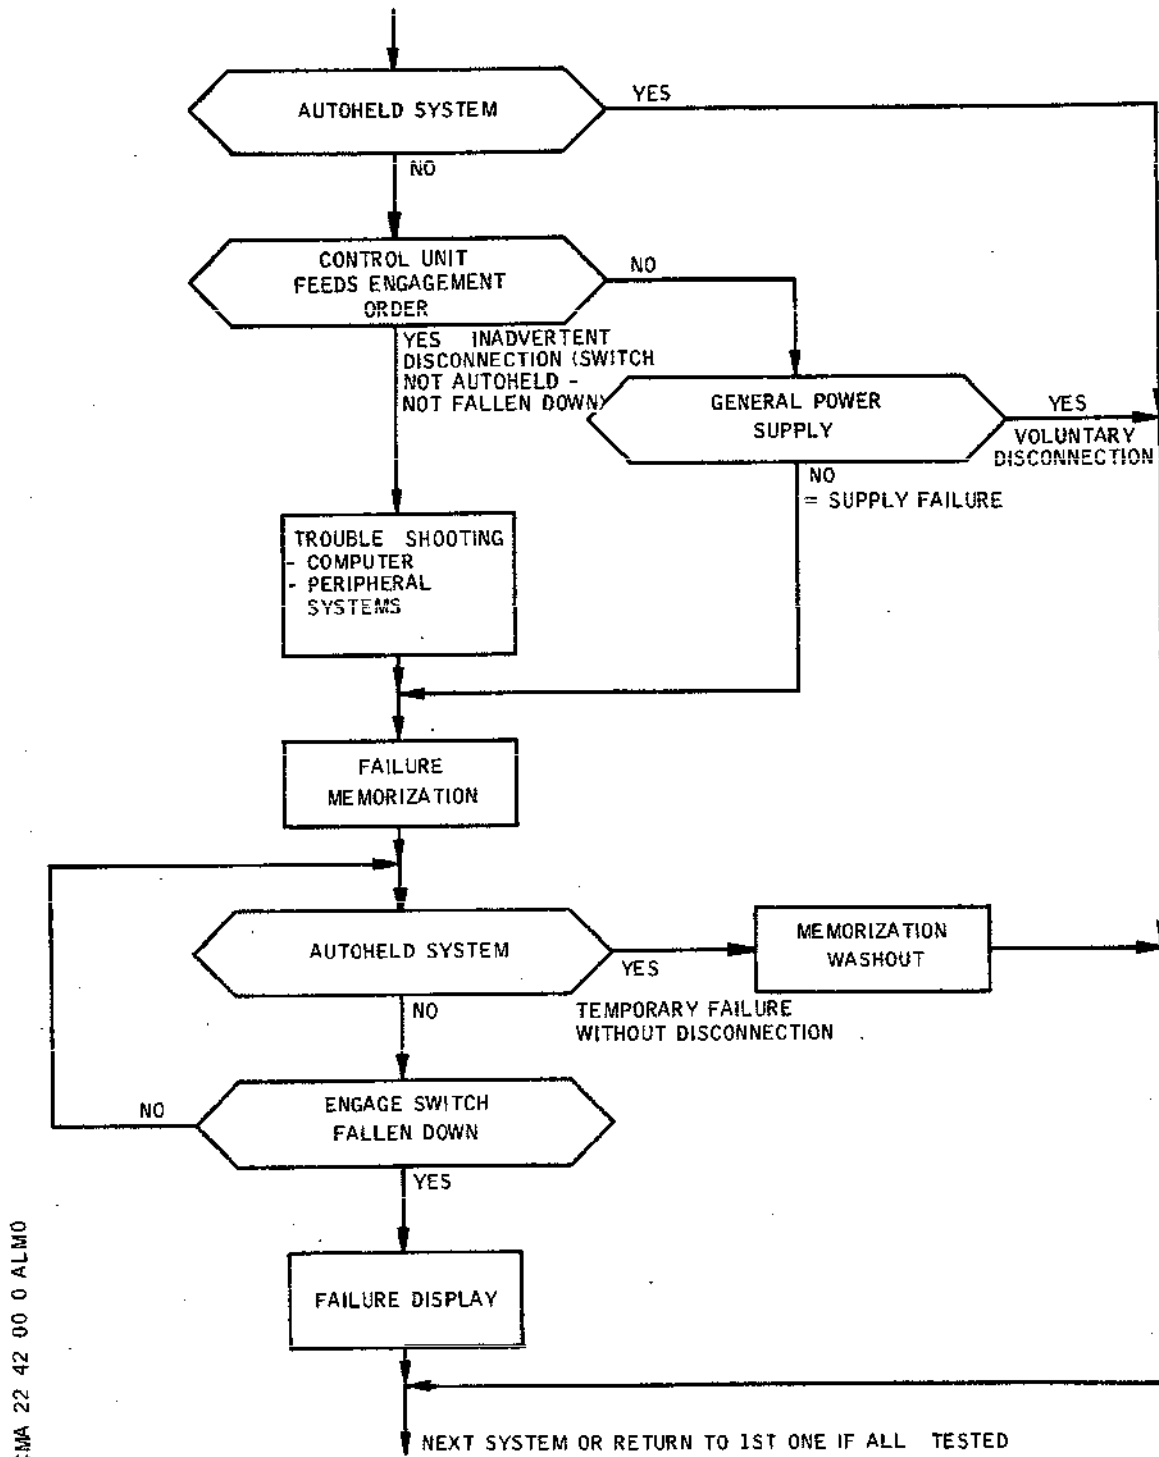 AUTOHELD SYSTEM
YES
NO
CONTROL UNIT
FEEDS ENGAGEMENT
ORDER
NO
YES INADVERTENT
DISCONNECTION (SWITCH
NOT AUTOHELD -
NOT FALLEN DOWN)
GENERAL POWER
SUPPLY
YES
VOLUNTARY
DISCONNECTION
NO
= SUPPLY FAILURE
TROUBLE SHOOTING
- COMPUTER
- PERIPHERAL
SYSTEMS
FAILURE
MEMORIZATION
AUTOHELD SYSTEM
YES
TEMPORARY FAILURE
WITHOUT DISCONNECTION
MEMORIZATION
WASHOUT
NO
ENGAGE SWITCH
FALLEN DOWN
NO
YES
FAILURE DISPLAY
NEXT SYSTEM OR RETURN TO 1ST ONE IF ALL TESTED
MA 22 42 00 0 ALM0